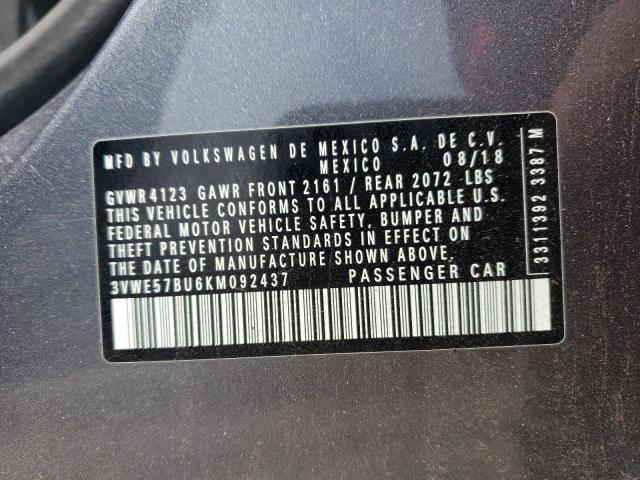 MFD BY VOLKSWAGEN DE MEXICO S.A. DE C.V.
MEXICO 08/18
GVWR 4123 GAWR FRONT 2161 / REAR 2072 LBS
THIS VEHICLE CONFORMS TO ALL APPLICABLE U.S.
FEDERAL MOTOR VEHICLE SAFETY, BUMPER AND
THEFT PREVENTION STANDARDS IN EFFECT ON
THE DATE OF MANUFACTURE SHOWN ABOVE.
3VWE57BU6KM092437 PASSENGER CAR
3311392 3387 M